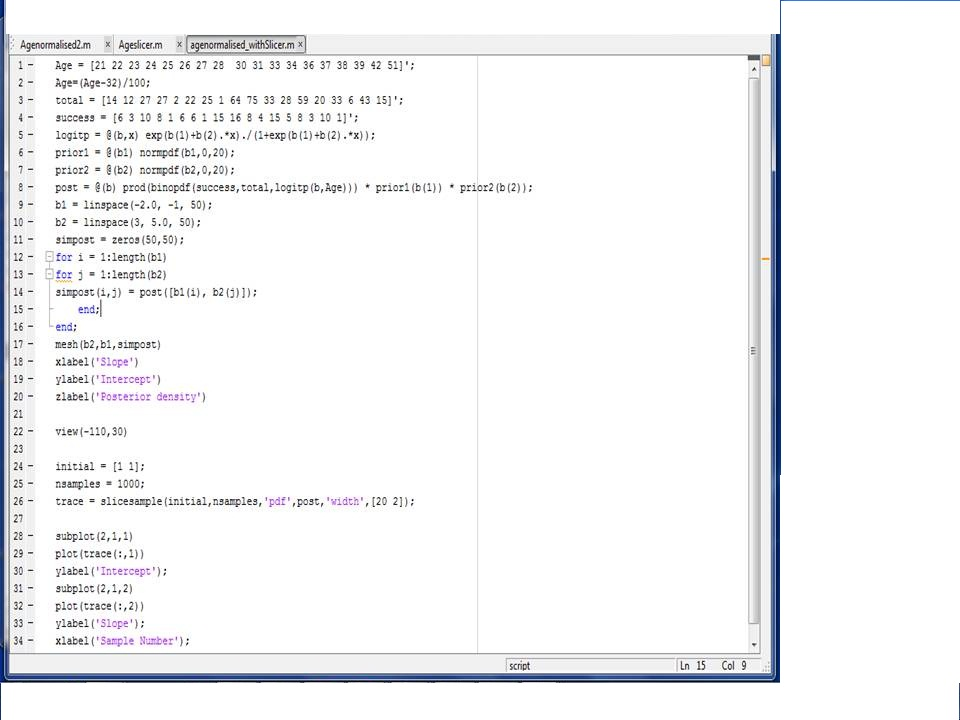 Agenormalised2.m × Ageslicer.m × agenormalised_withSlicer.m ×
1 – Age = [21 22 23 24 25 26 27 28  30 31 33 34 36 37 38 39 42 51]';
2 – Age=(Age-32)/100;
3 – total = [14 12 27 27 2 22 25 1 64 75 33 28 59 20 33 6 43 15]';
4 – success = [6 3 10 8 1 6 6 1 15 16 8 4 15 5 8 3 10 1]';
5 – logitp = @(b,x) exp(b(1)+b(2).*x)./(1+exp(b(1)+b(2).*x));
6 – prior1 = @(b1) normpdf(b1,0,20);
7 – prior2 = @(b2) normpdf(b2,0,20);
8 – post = @(b) prod(binopdf(success,total,logitp(b,Age))) * prior1(b(1)) * prior2(b(2));
9 – b1 = linspace(-2.0, -1, 50);
10 – b2 = linspace(3, 5.0, 50);
11 – simpost = zeros(50,50);
12 – for i = 1:length(b1)
13 – for j = 1:length(b2)
14 – simpost(i,j) = post([b1(i), b2(j)]);
15 – end;
16 – end;
17 – mesh(b2,b1,simpost)
18 – xlabel('Slope')
19 – ylabel('Intercept')
20 – zlabel('Posterior density')
21
22 – view(-110,30)
23
24 – initial = [1 1];
25 – nsamples = 1000;
26 – trace = slicesample(initial,nsamples,'pdf',post,'width',[20 2]);
27
28 – subplot(2,1,1)
29 – plot(trace(:,1))
30 – ylabel('Intercept');
31 – subplot(2,1,2)
32 – plot(trace(:,2))
33 – ylabel('Slope');
34 – xlabel('Sample Number');
script Ln 15 Col 9